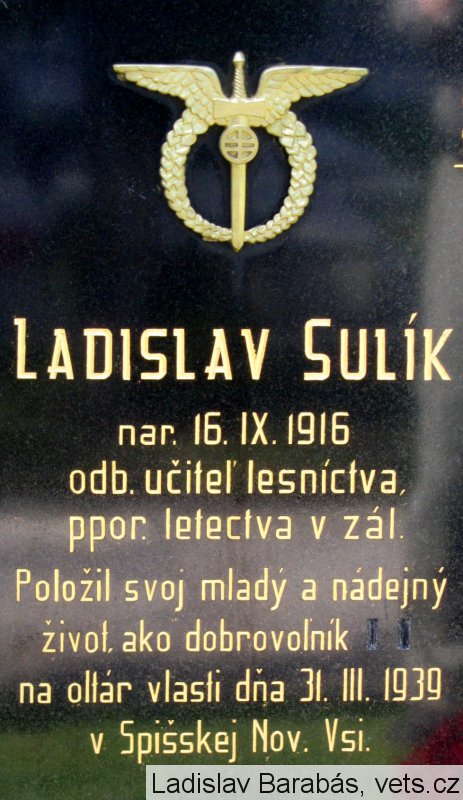 LADISLAV SULÍK
nar. 16. IX. 1916
odb. učiteľ lesníctva,
ppor. letectva v zál.
Položil svoj mladý a nádejný
život, ako dobrovoľník
na oltár vlasti dňa 31. III. 1939
v Spišskej Nov. Vsi.
Ladislav Barabás, vets.cz